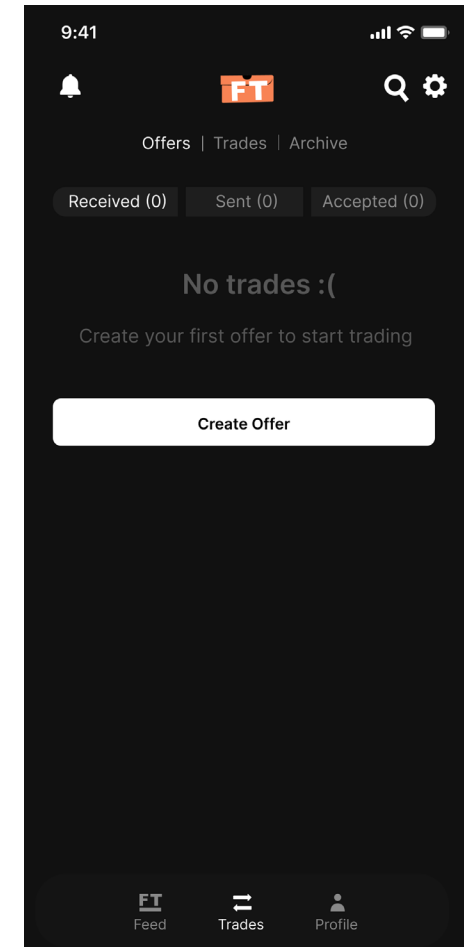 9:41
FT
Offers | Trades | Archive
Received (0) Sent (0) Accepted (0)
No trades :(
Create your first offer to start trading
Create Offer
FT
Feed Trades Profile